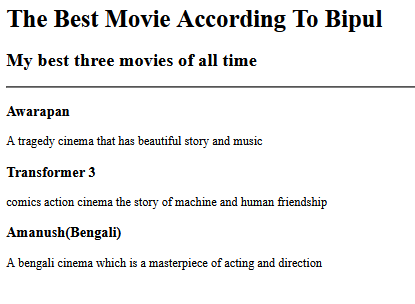 The Best Movie According To Bipul
My best three movies of all time
Awarapan
A tragedy cinema that has beautiful story and music
Transformer 3
comics action cinema the story of machine and human friendship
Amanush(Bengali)
A bengali cinema which is a masterpiece of acting and direction